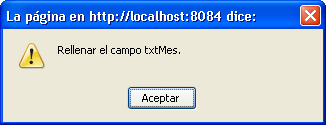 La página en http://localhost:8084 dice:
Rellenar el campo txtMes.
Aceptar